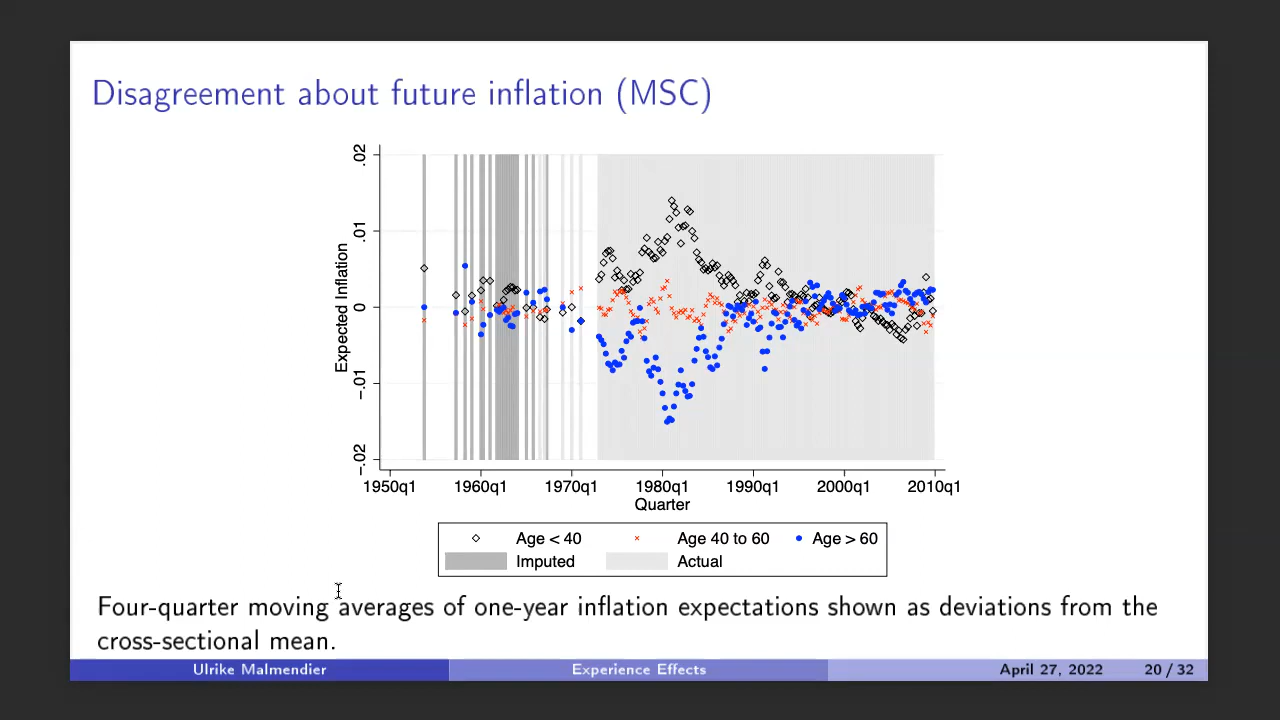 Disagreement about future inflation (MSC)
.02
.01
0
-.01
-.02
Expected Inflation
1950q1 1960q1 1970q1 1980q1 1990q1 2000q1 2010q1
Quarter
Age < 40 Age 40 to 60 Age > 60
Imputed Actual
Four-quarter moving averages of one-year inflation expectations shown as deviations from the
cross-sectional mean.
Ulrike Malmendier Experience Effects April 27, 2022 20 / 32